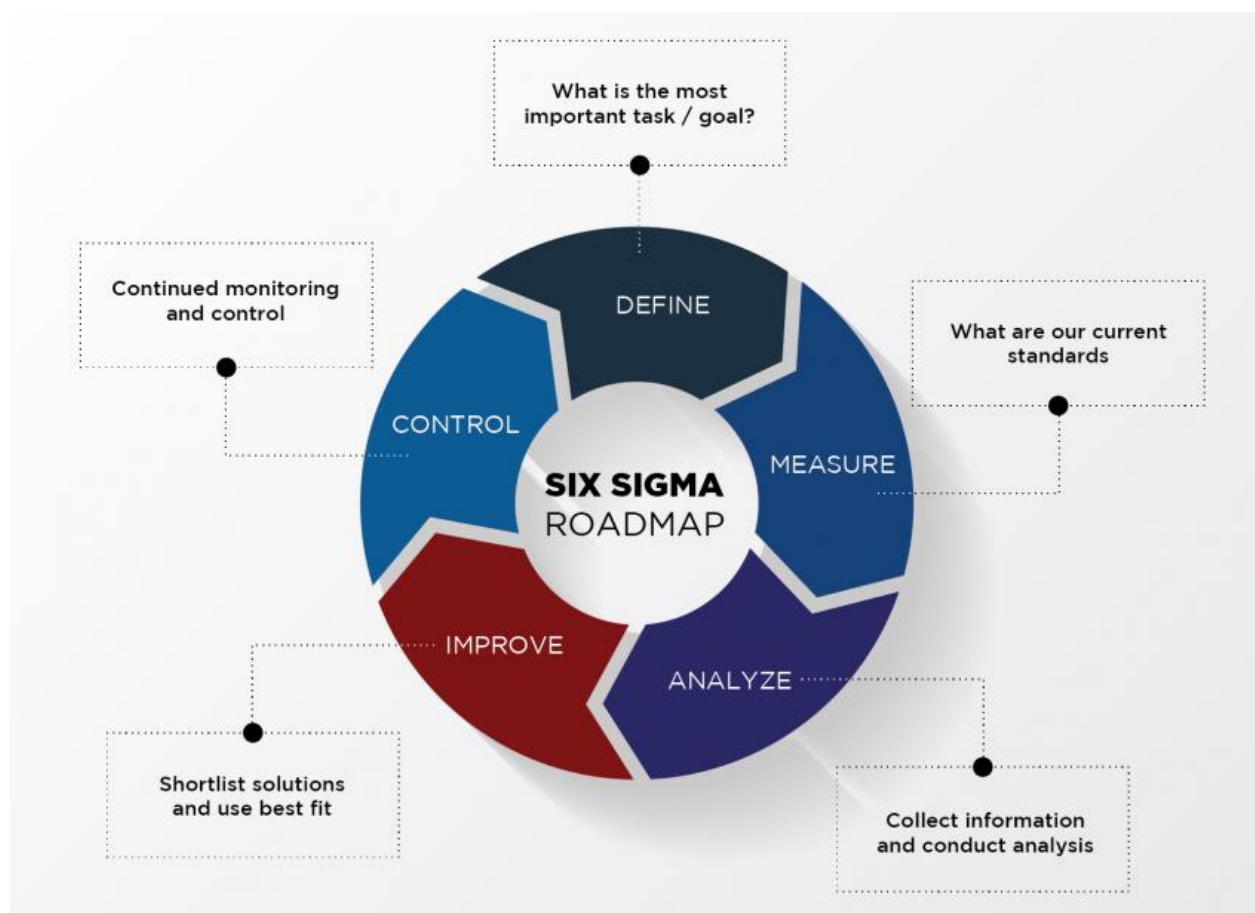 What is the most
important task / goal?
DEFINE
Continued monitoring
and control
What are our current
standards
CONTROL
MEASURE
SIX SIGMA
ROADMAP
IMPROVE
ANALYZE
Shortlist solutions
and use best fit
Collect information
and conduct analysis